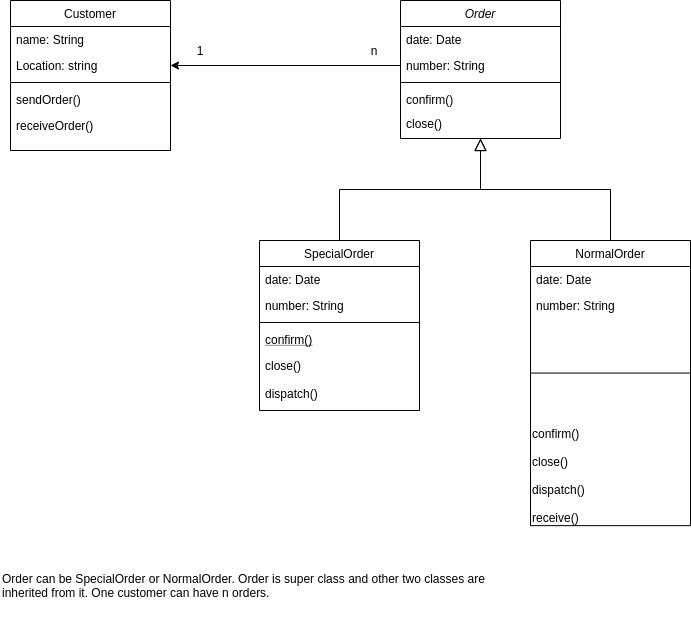 Customer
name: String
Location: string
sendOrder()
receiveOrder()
1
n
Order
date: Date
number: String
confirm()
close()
SpecialOrder
date: Date
number: String
confirm()
close()
dispatch()
NormalOrder
date: Date
number: String
confirm()
close()
dispatch()
receive()
Order can be SpecialOrder or NormalOrder. Order is super class and other two classes are
inherited from it. One customer can have n orders.